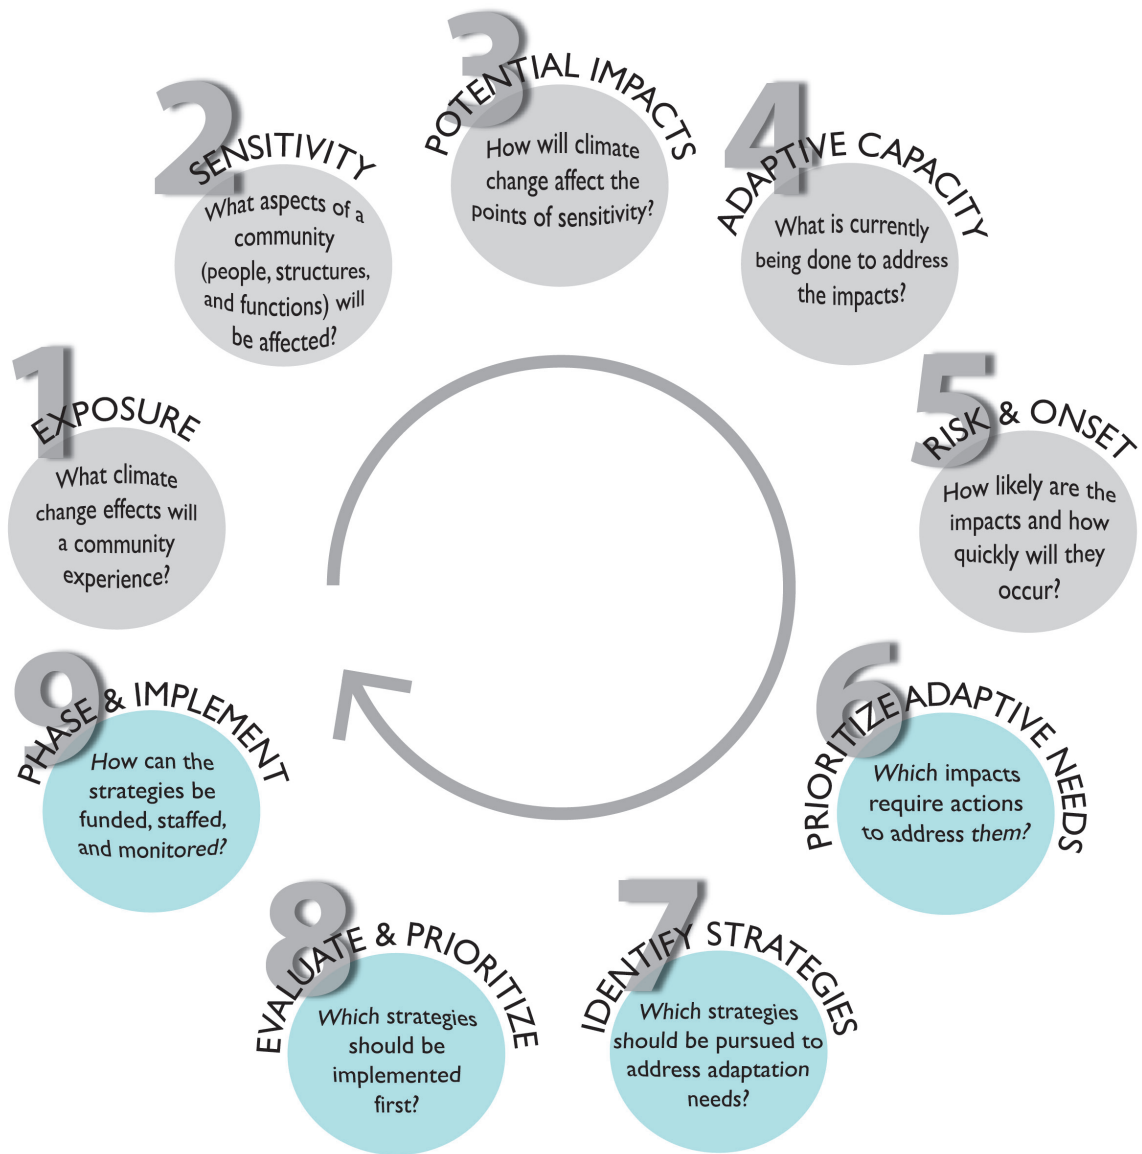 1
EXPOSURE
What climate
change effects will
a community
experience?
2
SENSITIVITY
What aspects of a
community
(people, structures,
and functions) will
be affected?
3
POTENTIAL IMPACTS
How will climate
change affect the
points of sensitivity?
4
ADAPTIVE CAPACITY
What is currently
being done to address
the impacts?
5
RISK & ONSET
How likely are the
impacts and how
quickly will they
occur?
6
PRIORITIZE ADAPTIVE NEEDS
Which impacts
require actions
to address them?
7
IDENTIFY STRATEGIES
Which strategies
should be pursued to
address adaptation
needs?
8
EVALUATE & PRIORITIZE
Which strategies
should be
implemented
first?
9
PHASE & IMPLEMENT
How can the
strategies be
funded, staffed,
and monitored?